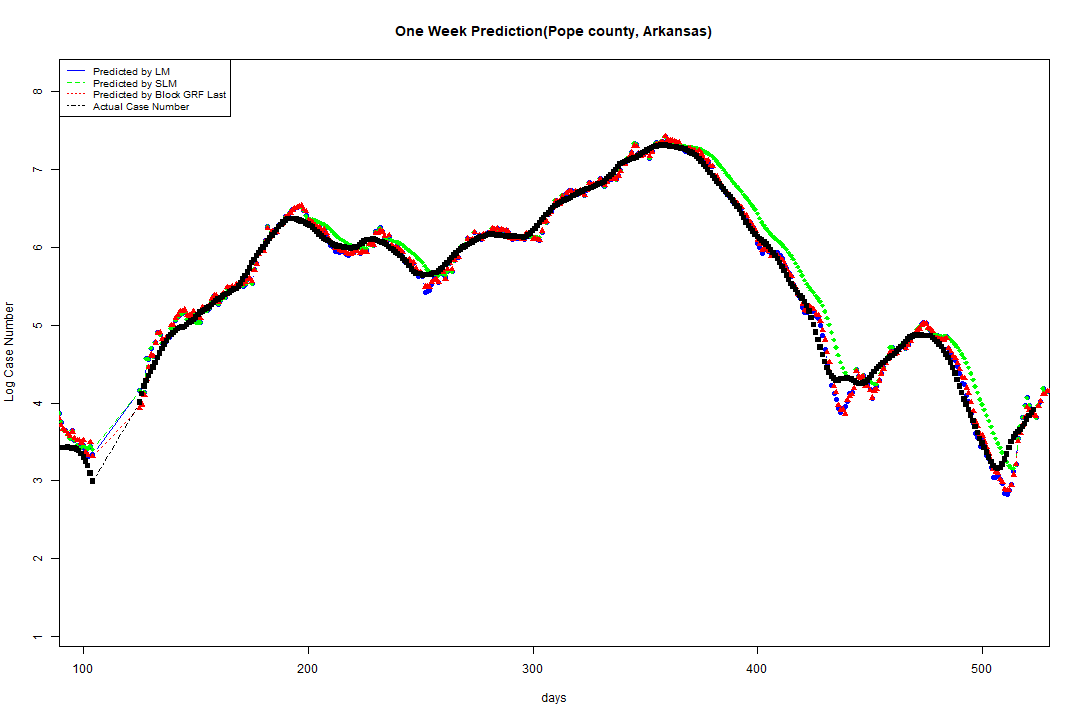 One Week Prediction(Pope county, Arkansas)
Predicted by LM
Predicted by SLM
Predicted by Block GRF Last
Actual Case Number
8
7
6
5
4
3
2
1
Log Case Number
100 200 300 400 500
days